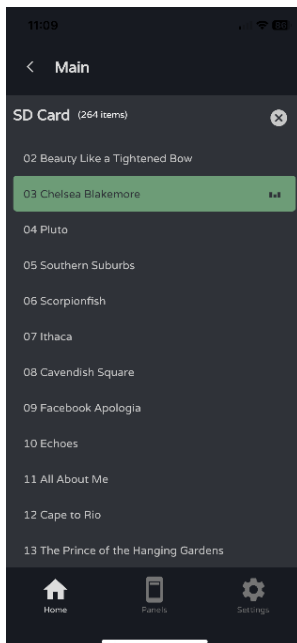 11:09
Main
SD Card (264 items)
02 Beauty Like a Tightened Bow
03 Chelsea Blakemore
04 Pluto
05 Southern Suburbs
06 Scorpionfish
07 Ithaca
08 Cavendish Square
09 Facebook Apologia
10 Echoes
11 All About Me
12 Cape to Rio
13 The Prince of the Hanging Gardens
Home Panels Settings